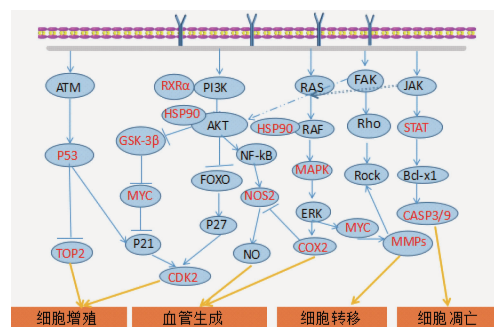 ATM
RXRα
PI3K
RAS
FAK
JAK
HSP90
AKT
HSP90
RAF
Rho
STAT
P53
GSK-3β
NF-kB
MAPK
FOXO
Rock
Bcl-x1
MYC
NOS2
ERK
CASP3/9
P27
MYC
P21
MMPs
TOP2
NO
COX2
CDK2
细胞增殖
血管生成
细胞转移
细胞凋亡